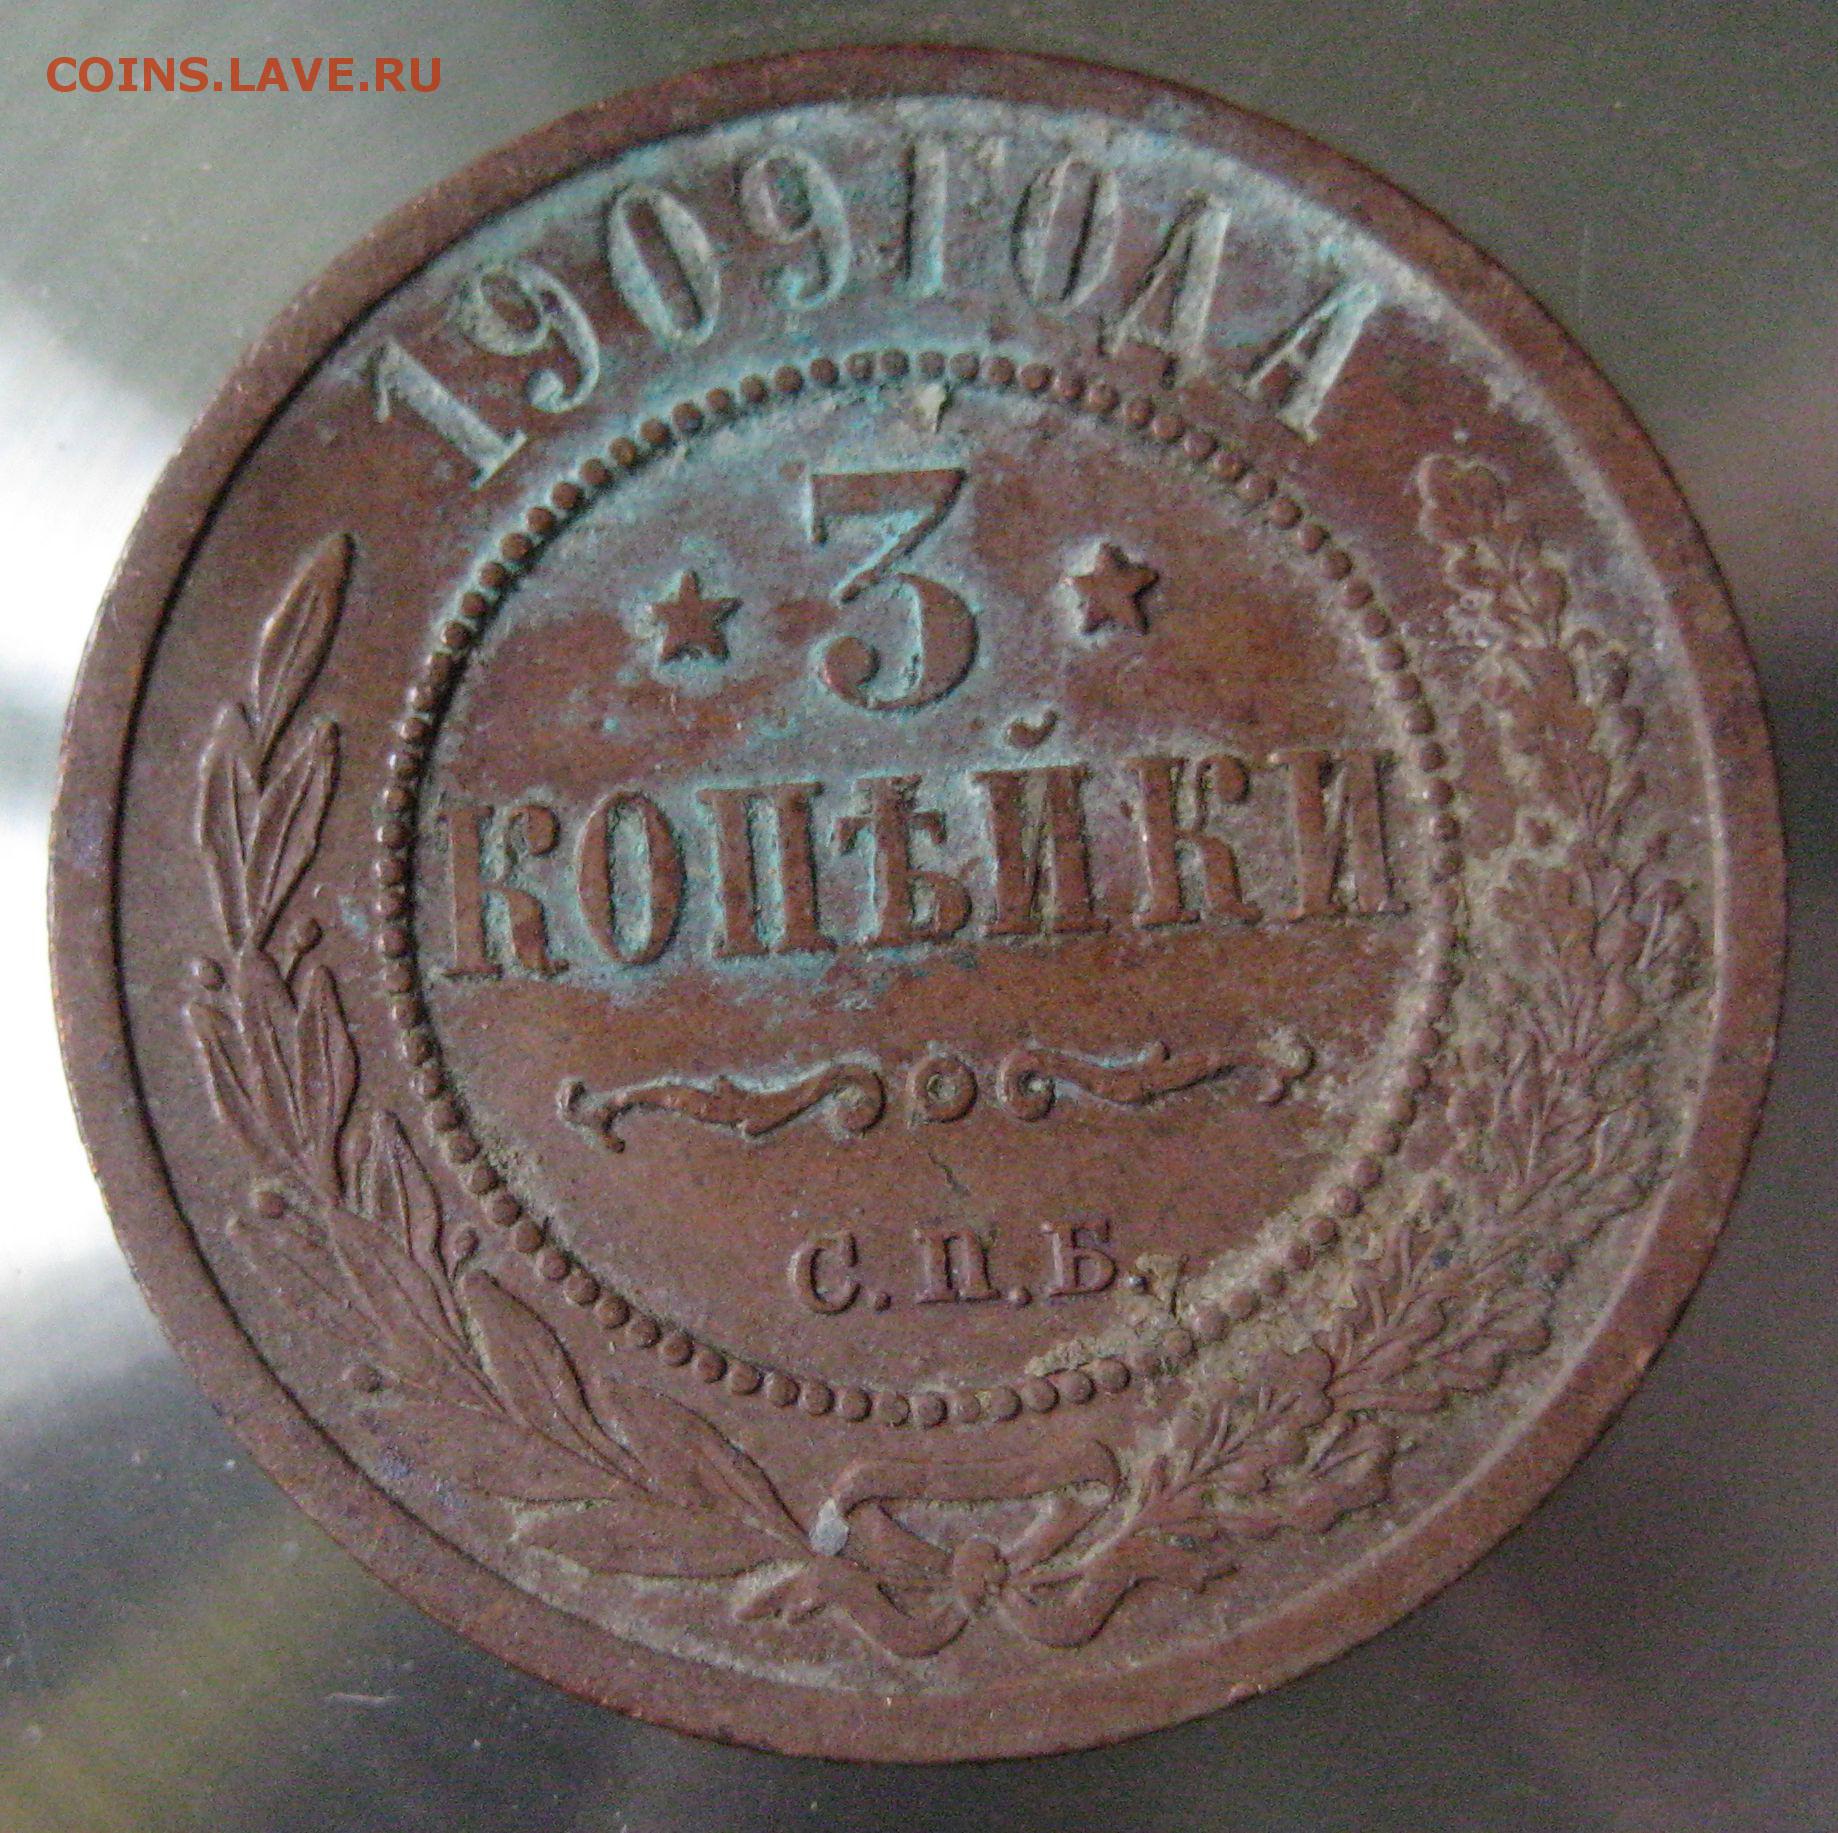 COINS.LAVE.RU
1909 ГОДА
3
КОПѢЙКИ
С.П.Б.